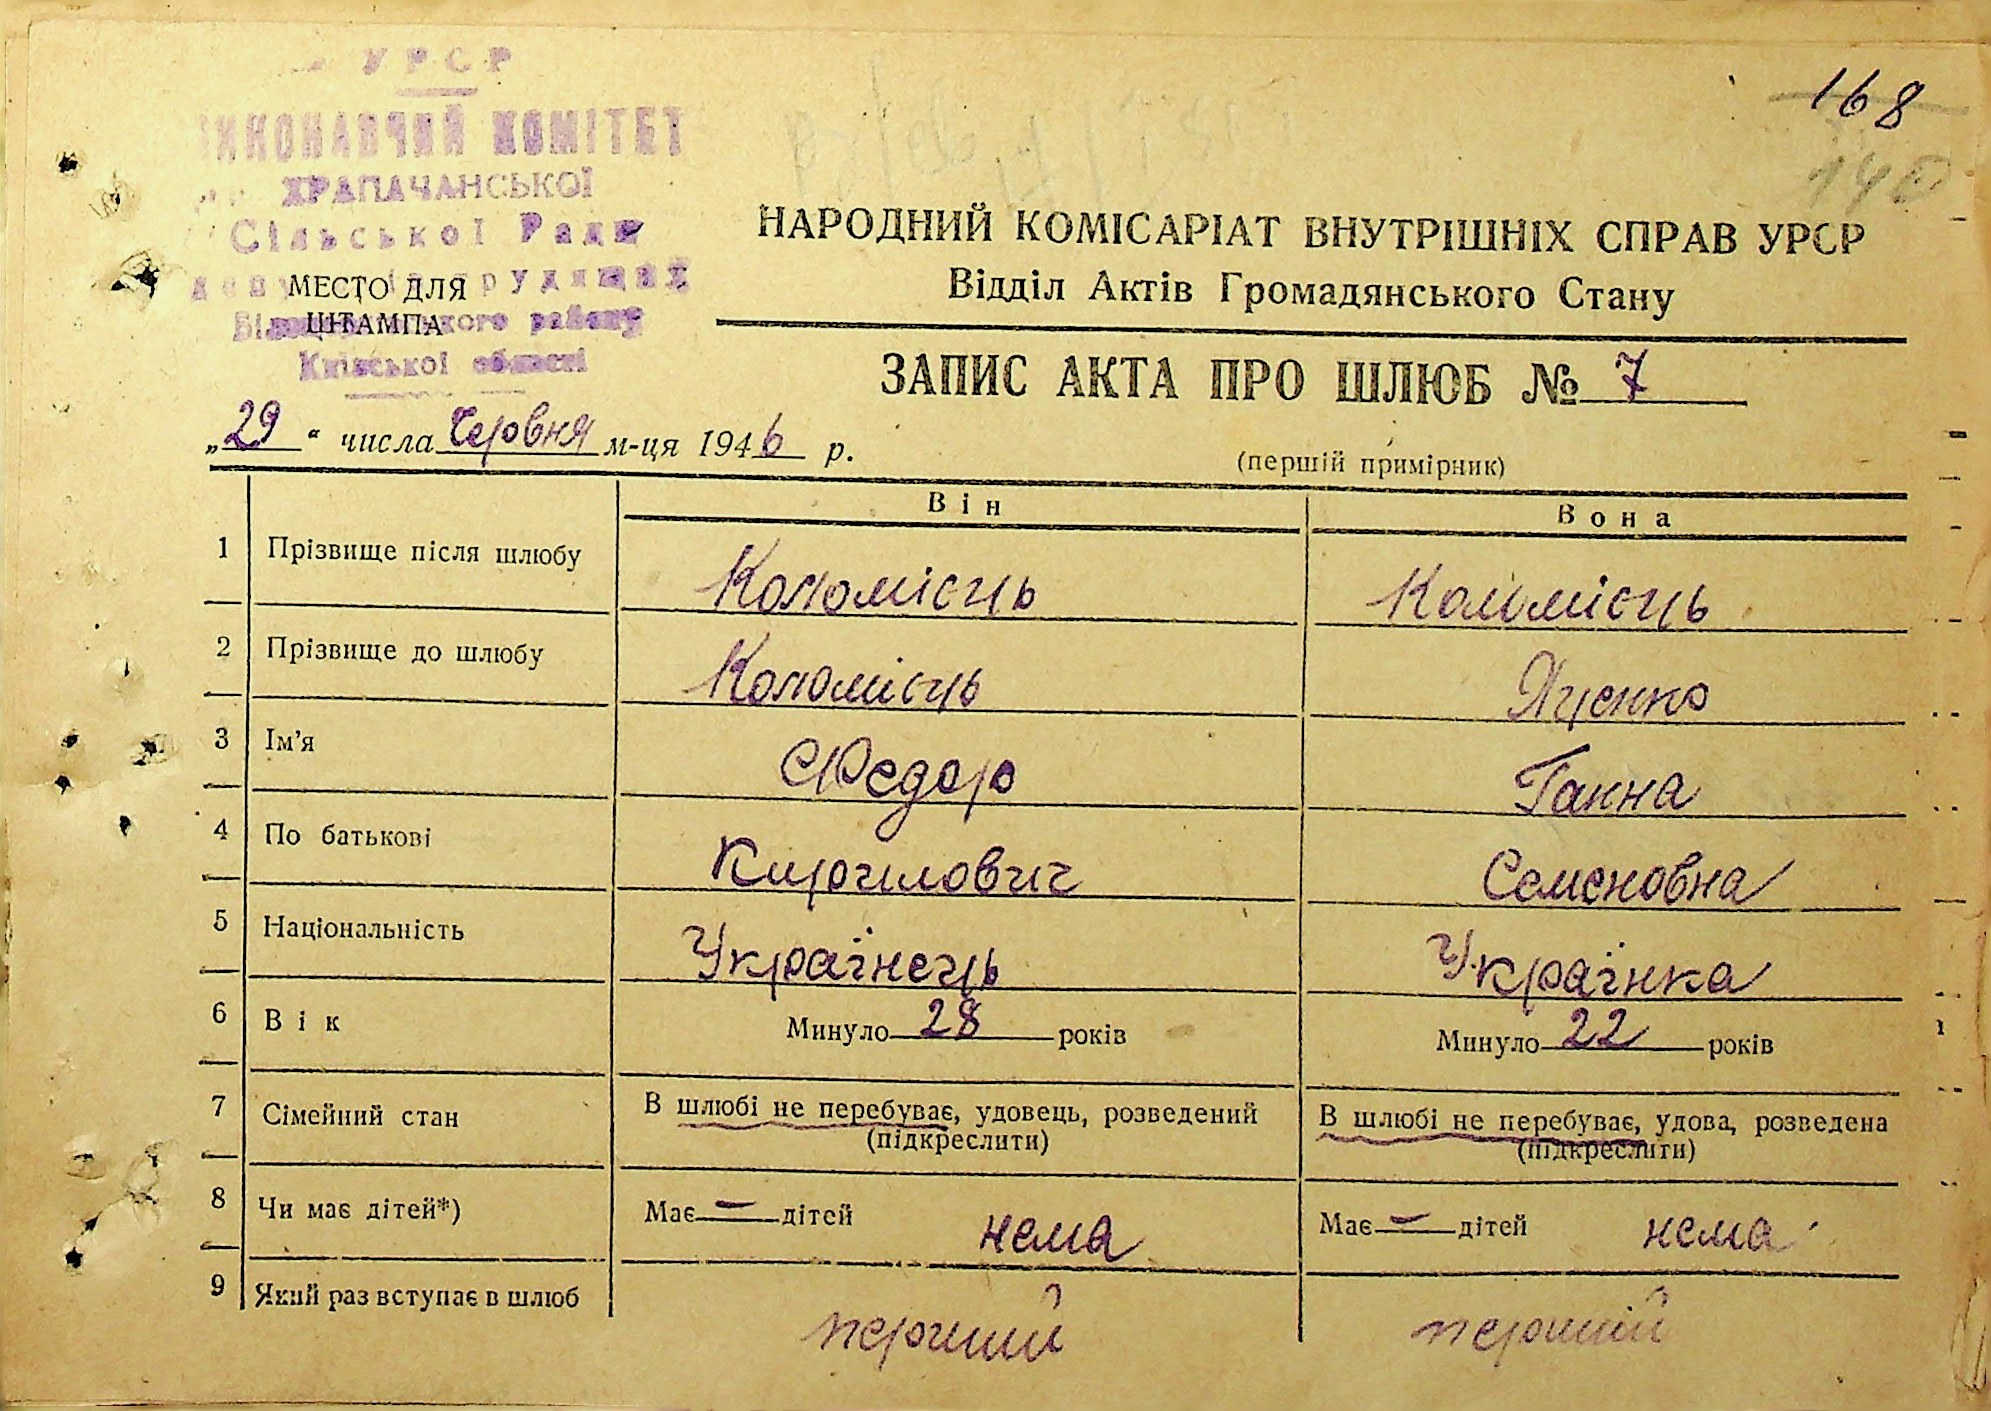 УРСР
168
ВИКОНАВЧИЙ КОМІТЕТ
ХРАПАЧАНСЬКОЇ
Сільської Ради
трудящих
МЕСТО ДЛЯ
ШТАМПА
району
Київської області
НАРОДНИЙ КОМІСАРІАТ ВНУТРІШНІХ СПРАВ УРСР
Відділ Актів Громадянського Стану
ЗАПИС АКТА ПРО ШЛЮБ № 7
„29“ числа Червня м-ця 1946 р.
(першій примірник)
Він Вона
1 Прізвище після шлюбу Коломієць Коломієць
2 Прізвище до шлюбу Коломієць Яценко
3 Ім’я Федор Ганна
4 По батькові Кирилович Семеновна
5 Національність Українець Українка
6 Вік Минуло 28 років Минуло 22 років
7 Сімейний стан В шлюбі не перебуває, удовець, розведений В шлюбі не перебуває, удова, розведена
(підкреслити) (підкреслити)
8 Чи має дітей*) Має — дітей нема Має — дітей нема
9 Який раз вступає в шлюб перший перший